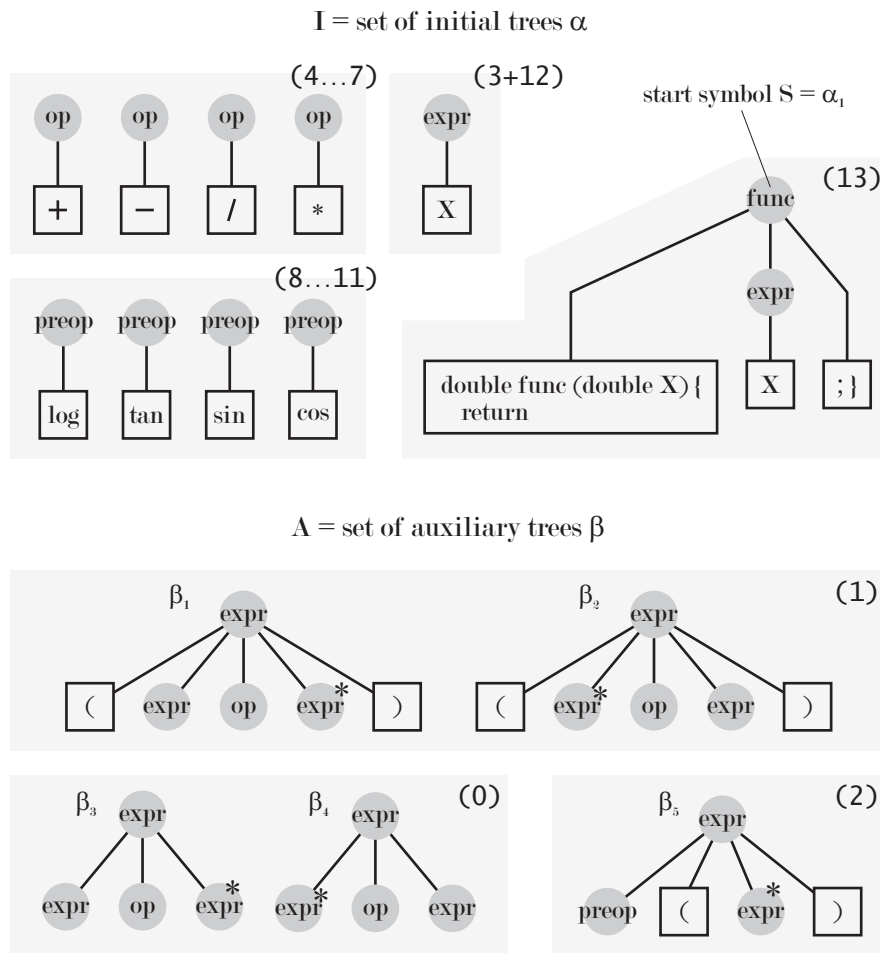 I = set of initial trees α
(4...7)
(3+12)
op op op op expr
+ − / * X
start symbol S = α₁
(13)
func
(8...11)
preop preop preop preop
expr
log tan sin cos
double func (double X) {
return
X
; }
A = set of auxiliary trees β
β₁ expr
β₂ expr
(1)
( expr op expr* )
( expr* op expr )
β₃ expr
β₄ expr
(0)
β₅ expr
(2)
expr op expr*
expr* op expr
preop ( expr* )